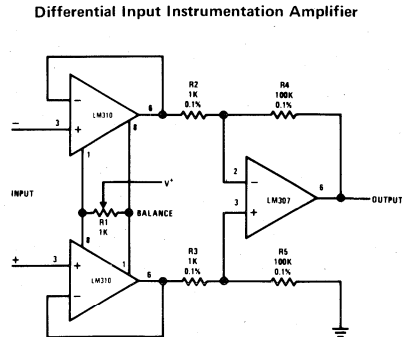 Differential Input Instrumentation Amplifier
R2
1K
0.1%
R4
100K
0.1%
LM310
6
8
−
3
+
−
1
INPUT
V+
R1
1K
BALANCE
2
−
3
+
LM307
6
OUTPUT
8
1
+
3
+
−
LM310
6
R3
1K
0.1%
R5
100K
0.1%